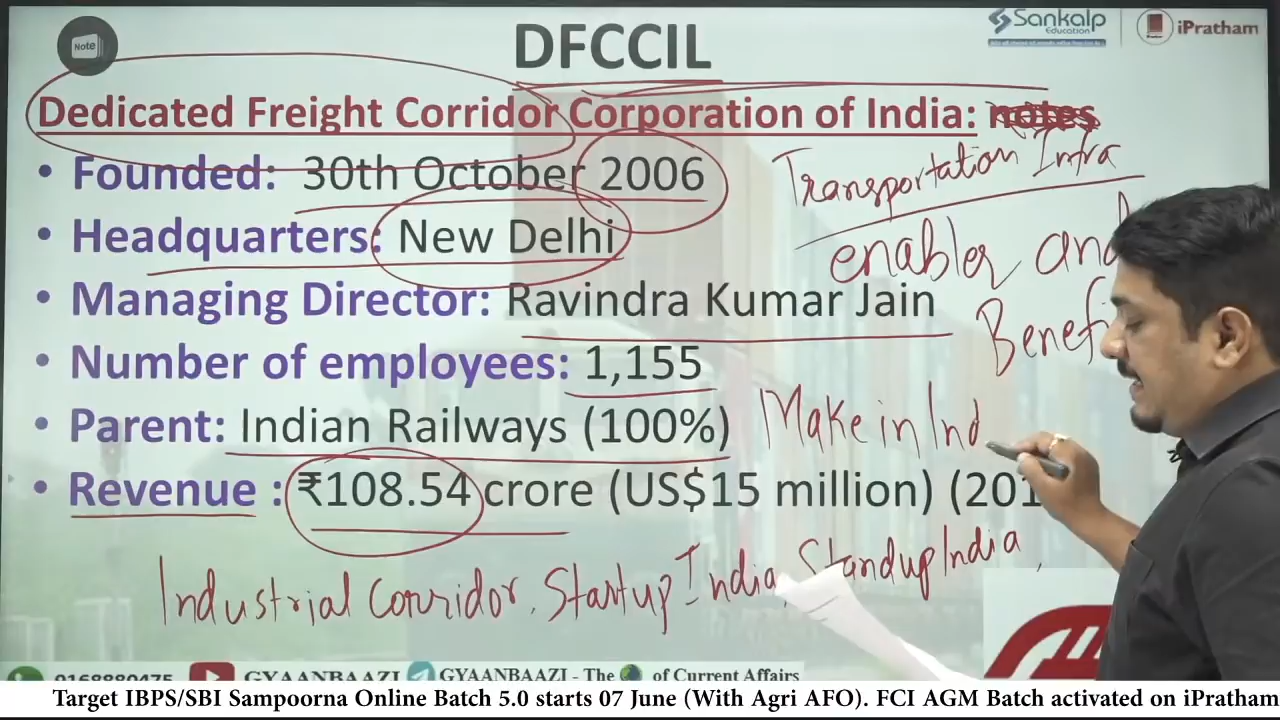 Note
DFCCIL
Sankalp
Education
iPratham
Dedicated Freight Corridor Corporation of India: notes
Transportation Infra
• Founded: 30th October 2006
enabler and
• Headquarters: New Delhi
• Managing Director: Ravindra Kumar Jain
Benefi
• Number of employees: 1,155
• Parent: Indian Railways (100%)
Make in Ind
• Revenue : ₹108.54 crore (US$15 million) (201
Industrial Corridor, Startup India, Standup India,
GYAANBAAZI
GYAANBAAZI - The of Current Affairs
Target IBPS/SBI Sampoorna Online Batch 5.0 starts 07 June (With Agri AFO). FCI AGM Batch activated on iPratham